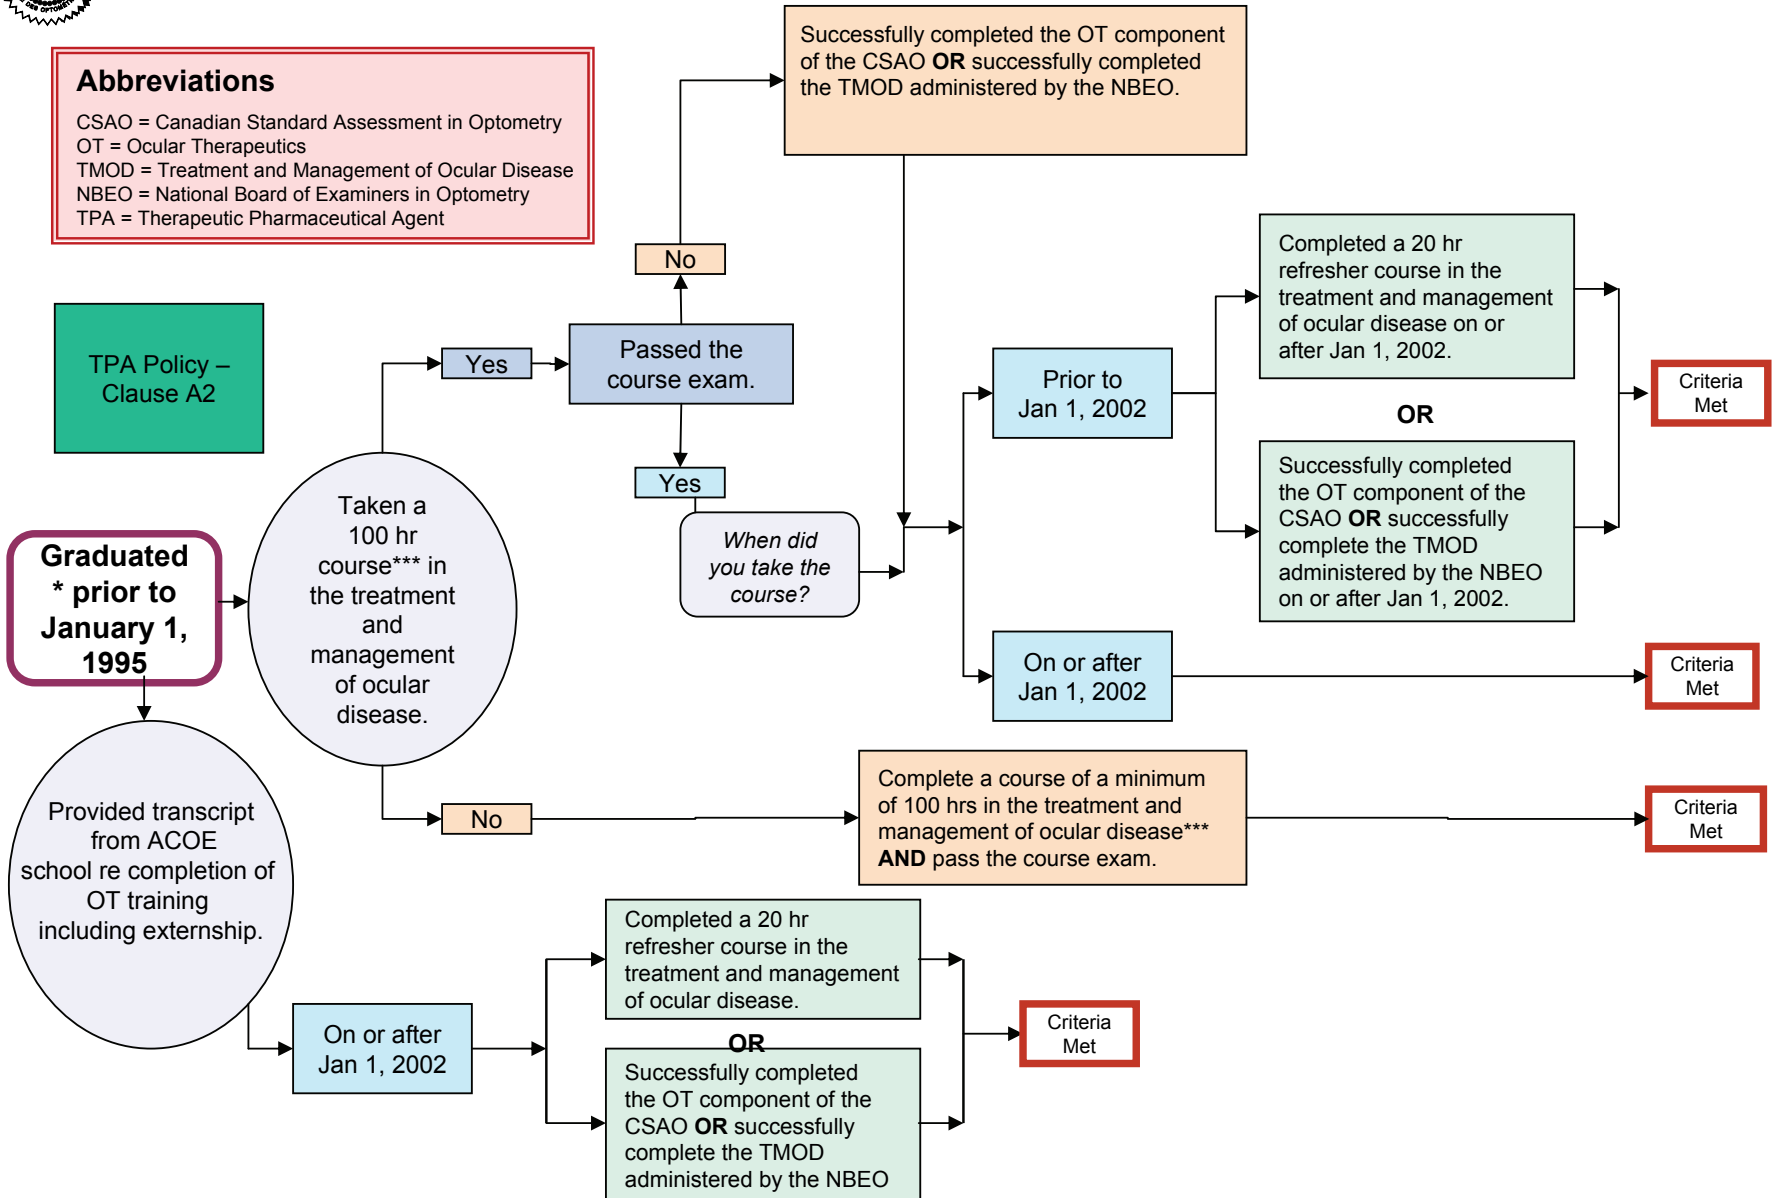 DES OPTOMETR
Abbreviations
CSAO = Canadian Standard Assessment in Optometry
OT = Ocular Therapeutics
TMOD = Treatment and Management of Ocular Disease
NBEO = National Board of Examiners in Optometry
TPA = Therapeutic Pharmaceutical Agent
TPA Policy –
Clause A2
Successfully completed the OT component
of the CSAO OR successfully completed
the TMOD administered by the NBEO.
No
Yes
Passed the
course exam.
Yes
When did
you take the
course?
Graduated
* prior to
January 1,
1995
Taken a
100 hr
course*** in
the treatment
and
management
of ocular
disease.
Prior to
Jan 1, 2002
Completed a 20 hr
refresher course in the
treatment and management
of ocular disease on or
after Jan 1, 2002.
OR
Successfully completed
the OT component of the
CSAO OR successfully
complete the TMOD
administered by the NBEO
on or after Jan 1, 2002.
Criteria
Met
On or after
Jan 1, 2002
Criteria
Met
No
Complete a course of a minimum
of 100 hrs in the treatment and
management of ocular disease***
AND pass the course exam.
Criteria
Met
Provided transcript
from ACOE
school re completion of
OT training
including externship.
On or after
Jan 1, 2002
Completed a 20 hr
refresher course in the
treatment and management
of ocular disease.
OR
Successfully completed
the OT component of the
CSAO OR successfully
complete the TMOD
administered by the NBEO
Criteria
Met